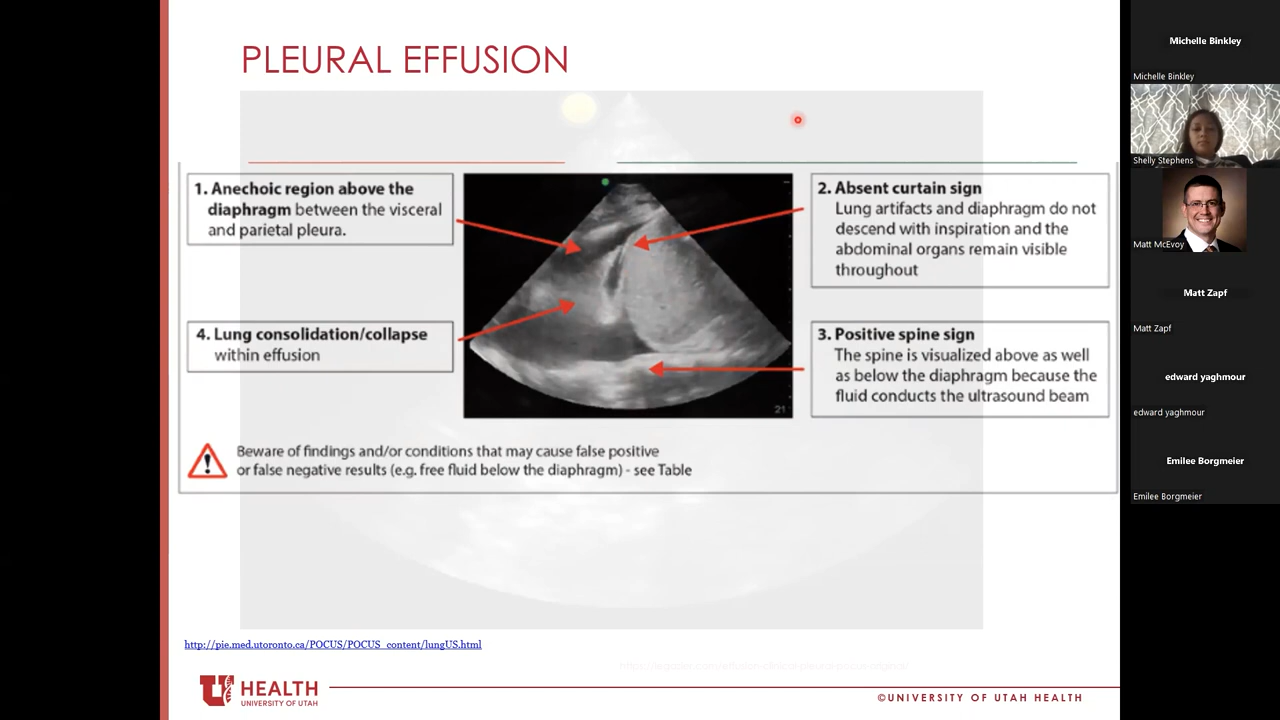 PLEURAL EFFUSION
1. Anechoic region above the
diaphragm between the visceral
and parietal pleura.
2. Absent curtain sign
Lung artifacts and diaphragm do not
descend with inspiration and the
abdominal organs remain visible
throughout
4. Lung consolidation/collapse
within effusion
3. Positive spine sign
The spine is visualized above as well
as below the diaphragm because the
fluid conducts the ultrasound beam
21
Beware of findings and/or conditions that may cause false positive
or false negative results (e.g. free fluid below the diaphragm) - see Table
http://pie.med.utoronto.ca/POCUS/POCUS_content/lungUS.html
U HEALTH
UNIVERSITY OF UTAH
©UNIVERSITY OF UTAH HEALTH
Michelle Binkley
Michelle Binkley
Shelly Stephens
Matt McEvoy
Matt Zapf
Matt Zapf
edward yaghmour
edward yaghmour
Emilee Borgmeier
Emilee Borgmeier